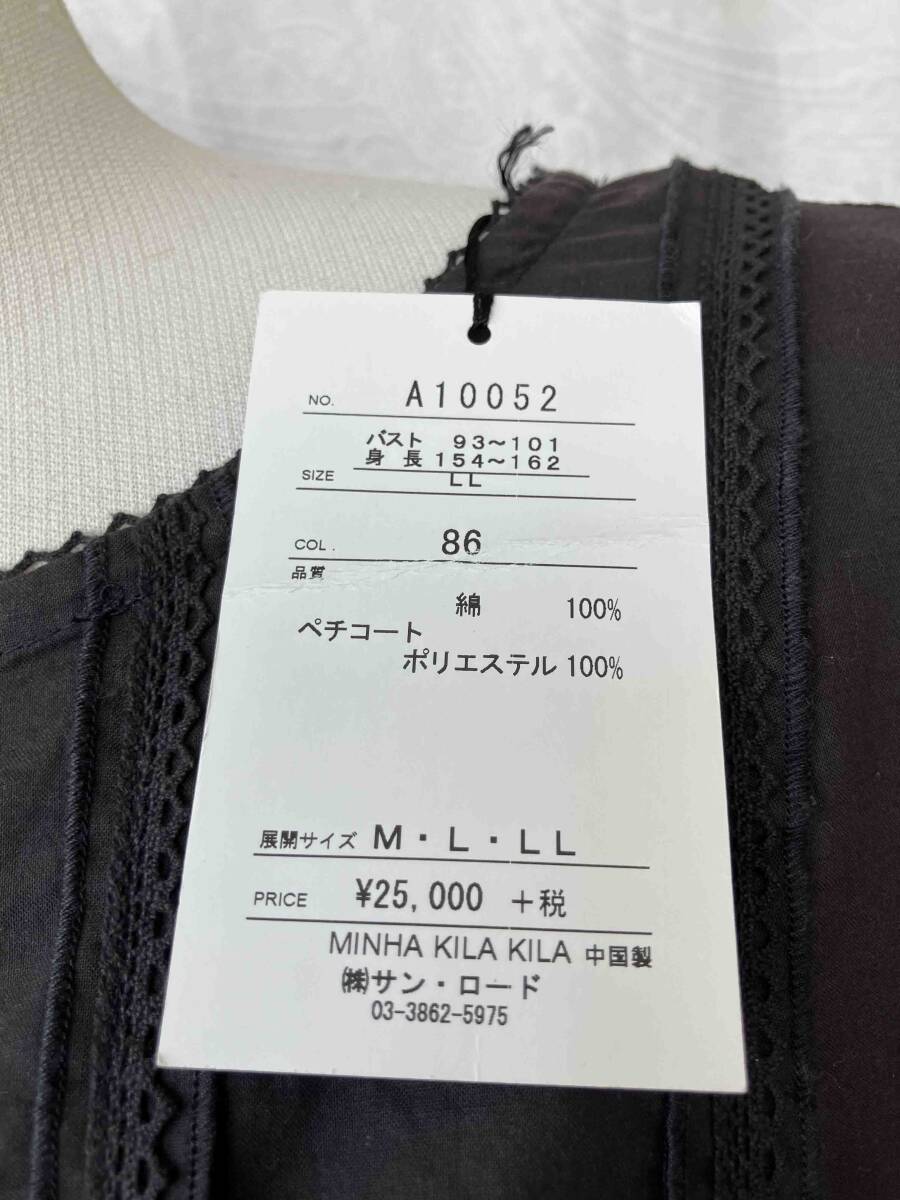 NO. A10052
バスト 93～101
身長 154～162
SIZE LL
COL. 86
品質
綿 100%
ペチコート
ポリエステル 100%
展開サイズ M・L・LL
PRICE ¥25,000 +税
MINHA KILA KILA 中国製
㈱サン・ロード
03-3862-5975